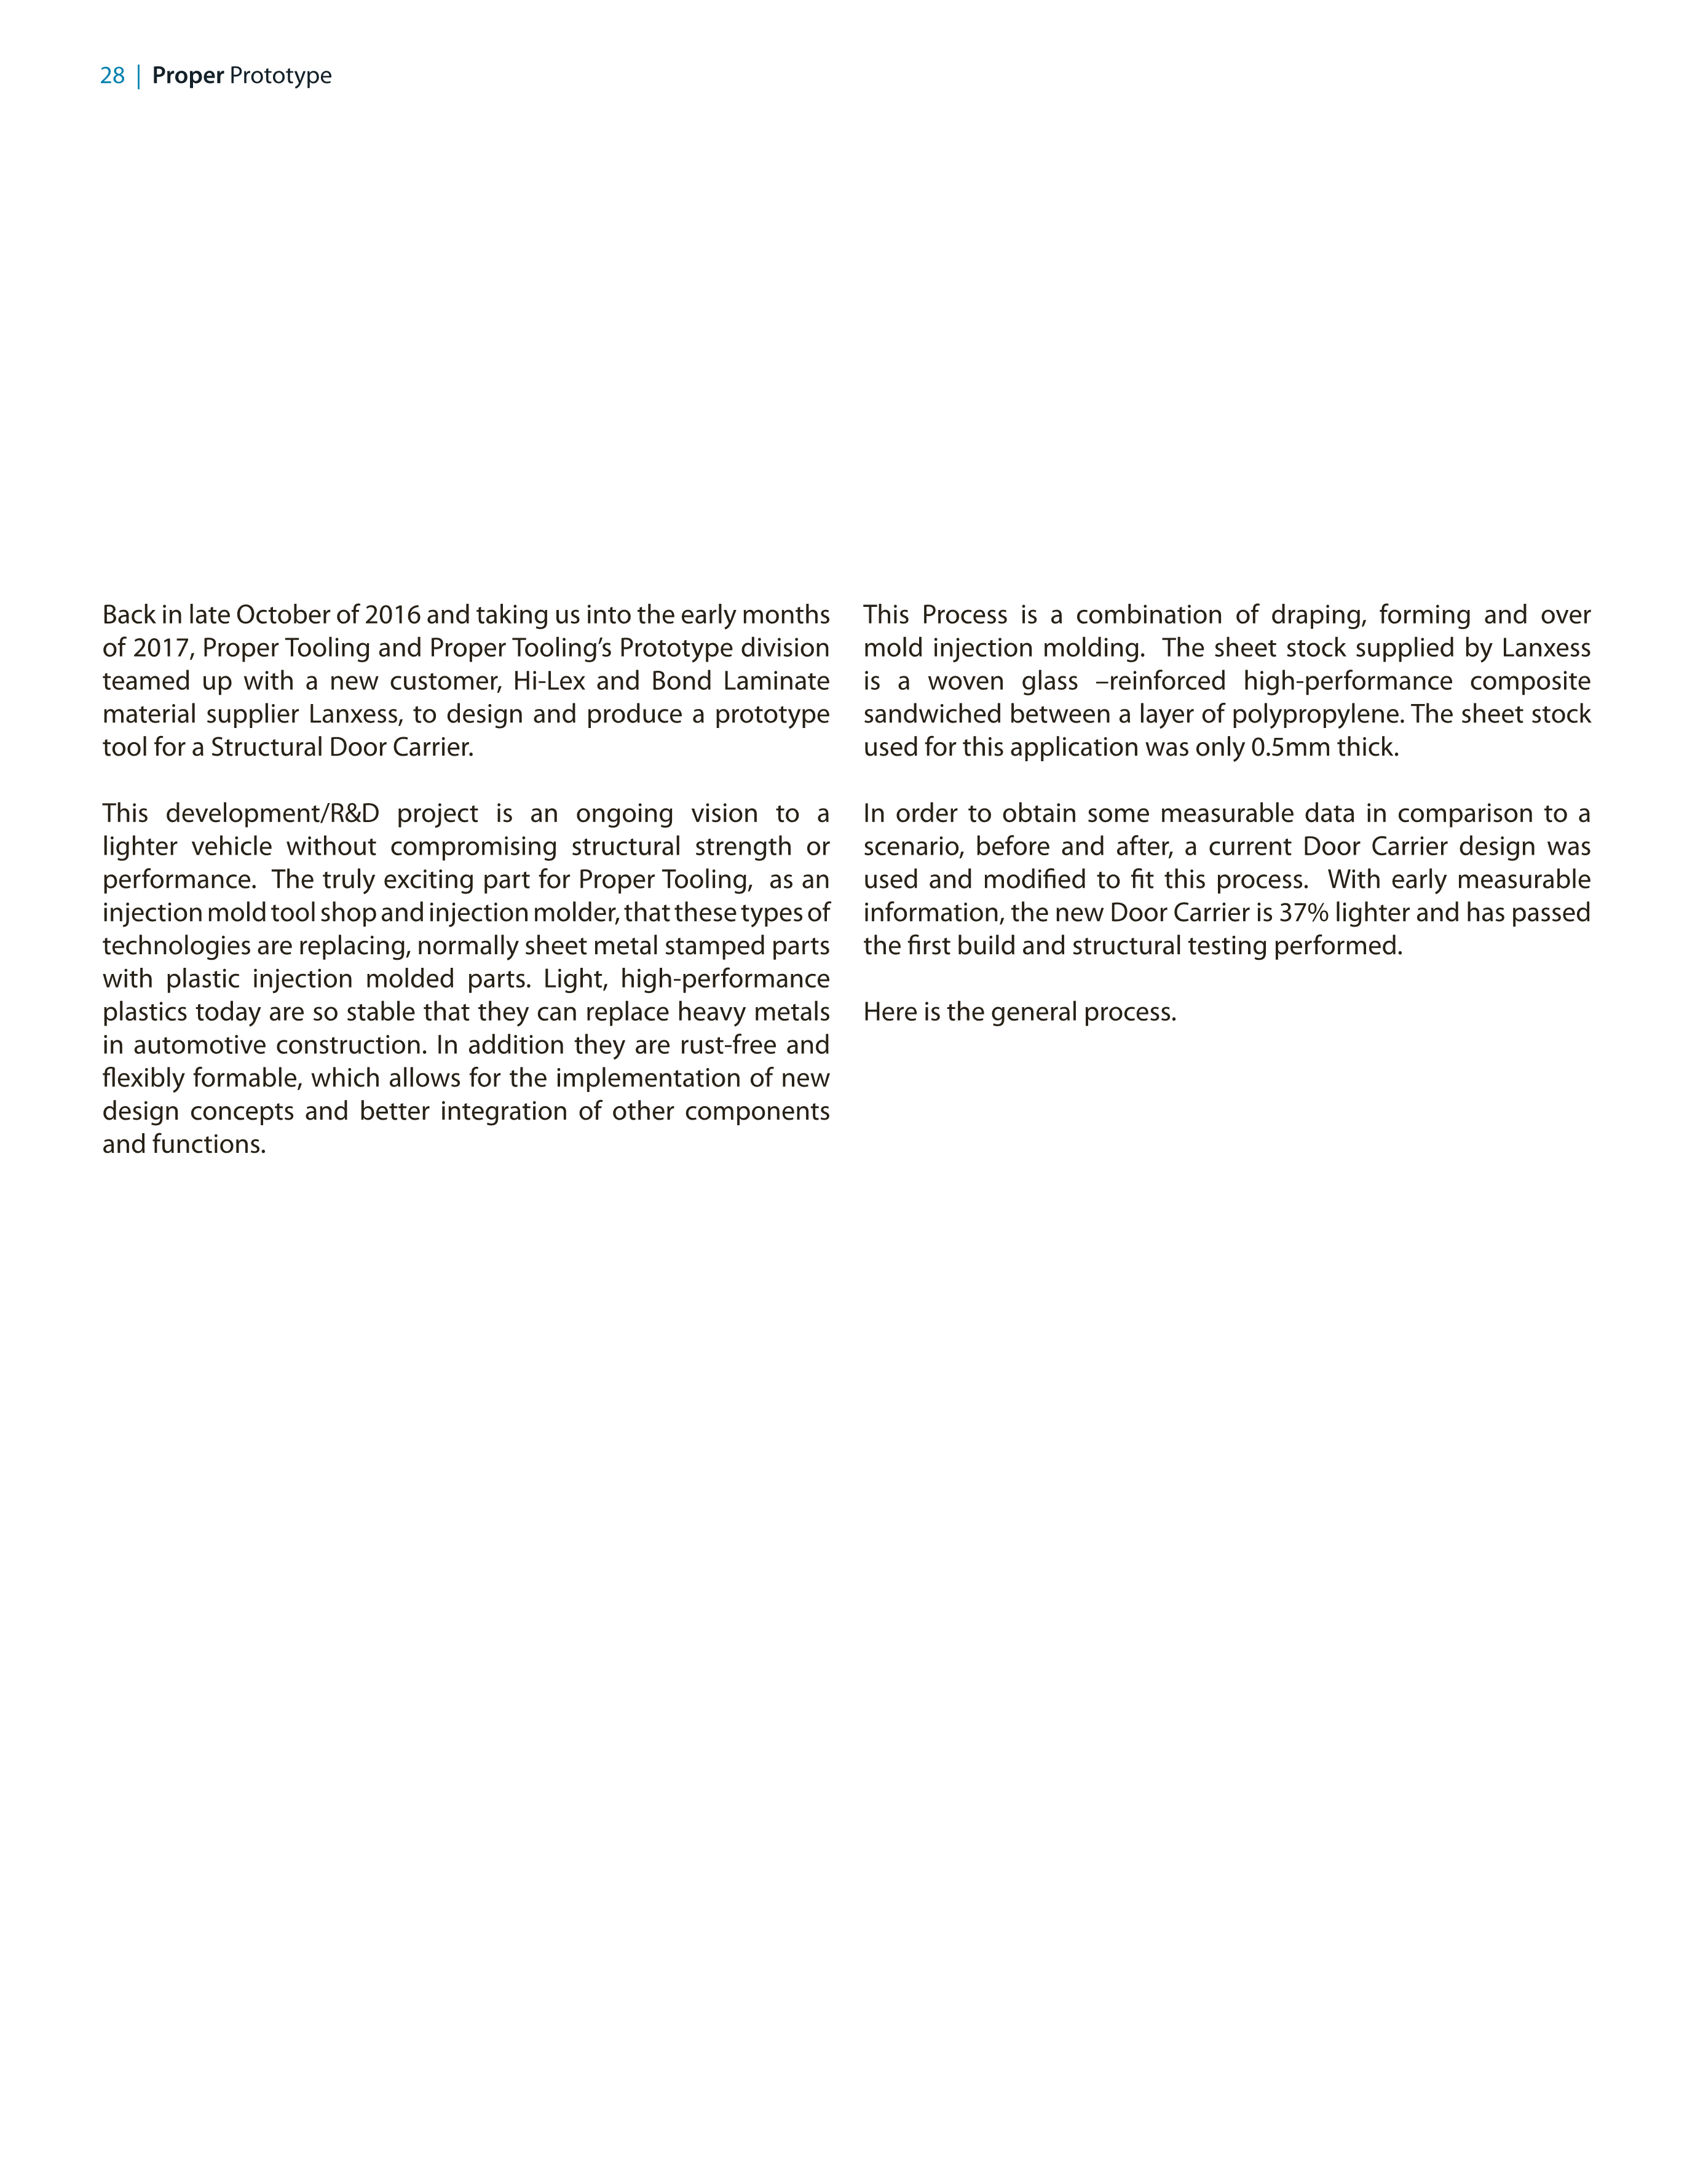 28 | Proper Prototype
Back in late October of 2016 and taking us into the early months
of 2017, Proper Tooling and Proper Tooling’s Prototype division
teamed up with a new customer, Hi-Lex and Bond Laminate
material supplier Lanxess, to design and produce a prototype
tool for a Structural Door Carrier.
This development/R&D project is an ongoing vision to a
lighter vehicle without compromising structural strength or
performance.  The truly exciting part for Proper Tooling,  as an
injection mold tool shop and injection molder, that these types of
technologies are replacing, normally sheet metal stamped parts
with plastic injection molded parts. Light, high-performance
plastics today are so stable that they can replace heavy metals
in automotive construction. In addition they are rust-free and
flexibly formable, which allows for the implementation of new
design concepts and better integration of other components
and functions.
This Process is a combination of draping, forming and over
mold injection molding.  The sheet stock supplied by Lanxess
is a woven glass –reinforced high-performance composite
sandwiched between a layer of polypropylene. The sheet stock
used for this application was only 0.5mm thick.
In order to obtain some measurable data in comparison to a
scenario, before and after, a current Door Carrier design was
used and modified to fit this process.  With early measurable
information, the new Door Carrier is 37% lighter and has passed
the first build and structural testing performed.
Here is the general process.